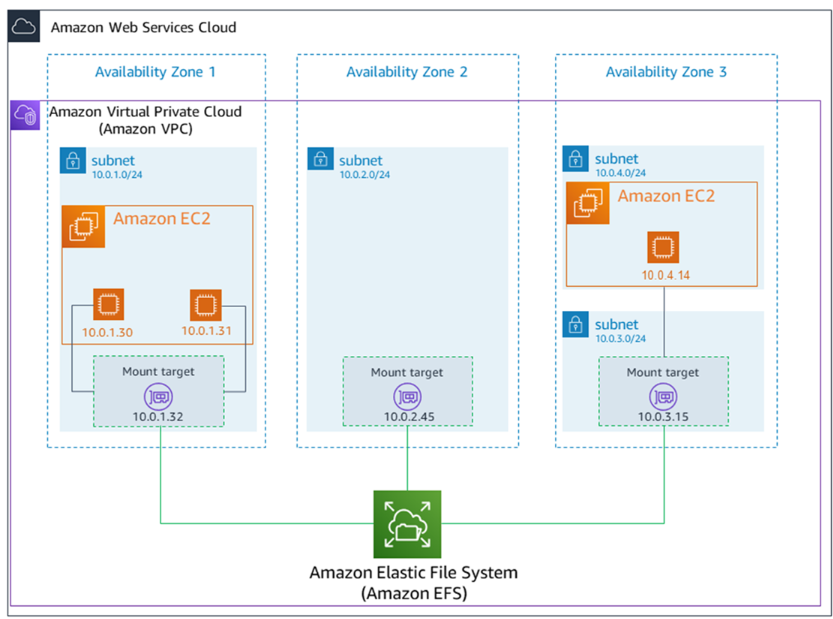 Amazon Web Services Cloud
Availability Zone 1
Availability Zone 2
Availability Zone 3
Amazon Virtual Private Cloud
(Amazon VPC)
subnet
10.0.1.0/24
Amazon EC2
10.0.1.30
10.0.1.31
Mount target
10.0.1.32
subnet
10.0.2.0/24
Mount target
10.0.2.45
subnet
10.0.4.0/24
Amazon EC2
10.0.4.14
subnet
10.0.3.0/24
Mount target
10.0.3.15
Amazon Elastic File System
(Amazon EFS)